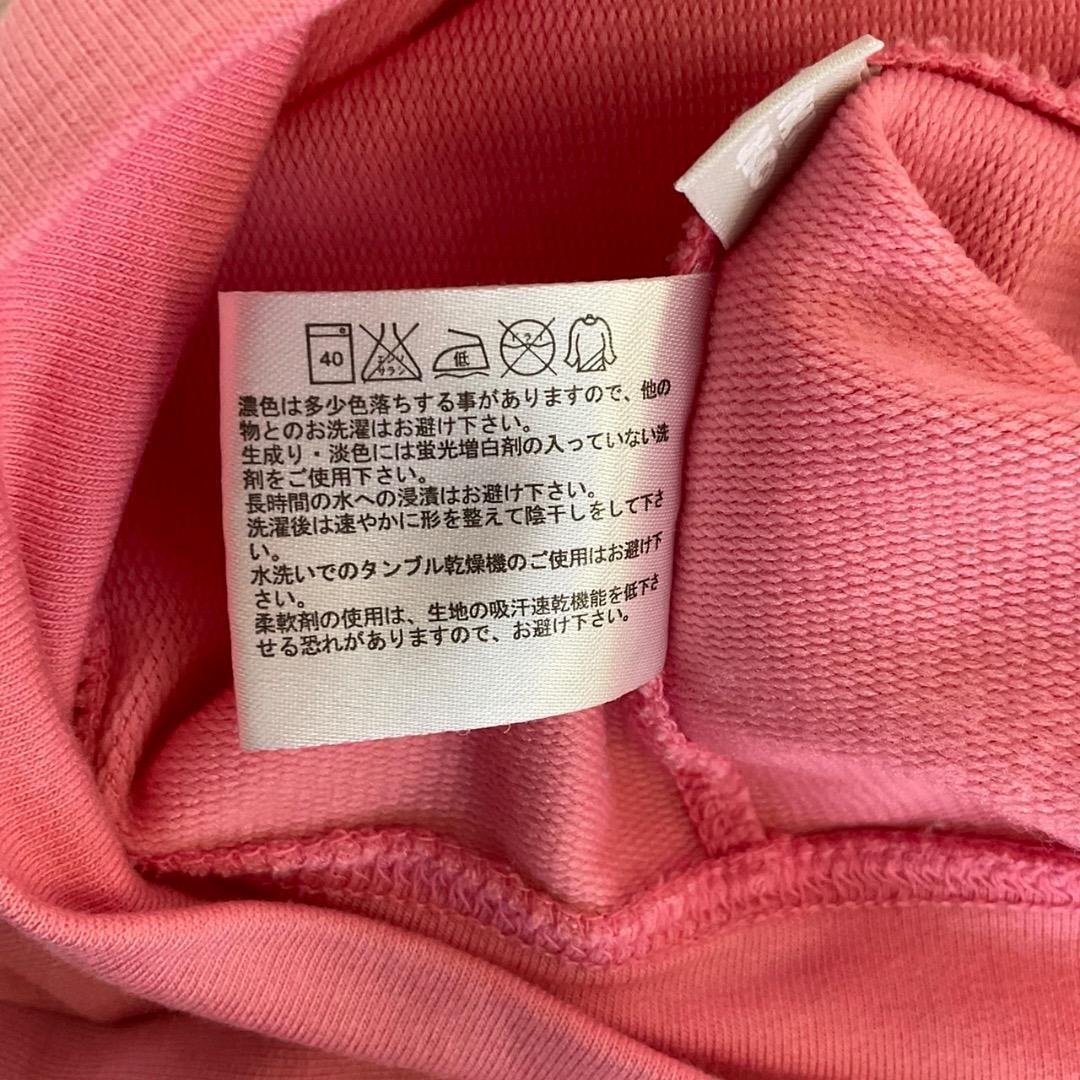 40 エンソ サラシ 低
濃色は多少色落ちする事がありますので、他の
物とのお洗濯はお避け下さい。
生成り・淡色には蛍光増白剤の入っていない洗
剤をご使用下さい。
長時間の水への浸漬はお避け下さい。
洗濯後は速やかに形を整えて陰干しをして下さ
い。
水洗いでのタンブル乾燥機のご使用はお避け下
さい。
柔軟剤の使用は、生地の吸汗速乾機能を低下さ
せる恐れがありますので、お避け下さい。